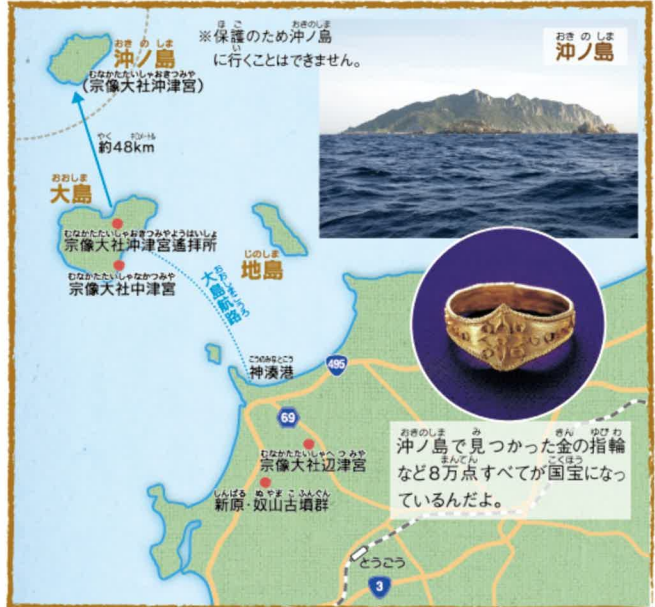 おきのしま
沖ノ島
むなかたたいしゃおきつみや
(宗像大社沖津宮)
※保護のため沖ノ島
に行くことはできません。
ほご
おきのしま
い
おきのしま
沖ノ島
やく キロメートル
約48km
おおしま
大島
むなかたたいしゃおきつみやようはいしょ
宗像大社沖津宮遙拝所
むなかたたいしゃなかつみや
宗像大社中津宮
じのしま
地島
おおしまこうろ
大島航路
こうのみなとこう
神湊港
495
69
むなかたたいしゃへつみや
宗像大社辺津宮
しんばる ぬやまこふんぐん
新原・奴山古墳群
おきのしま み きん ゆびわ
沖ノ島で見つかった金の指輪
まんてん こくほう
など8万点すべてが国宝になっ
ているんだよ。
とうごう
3